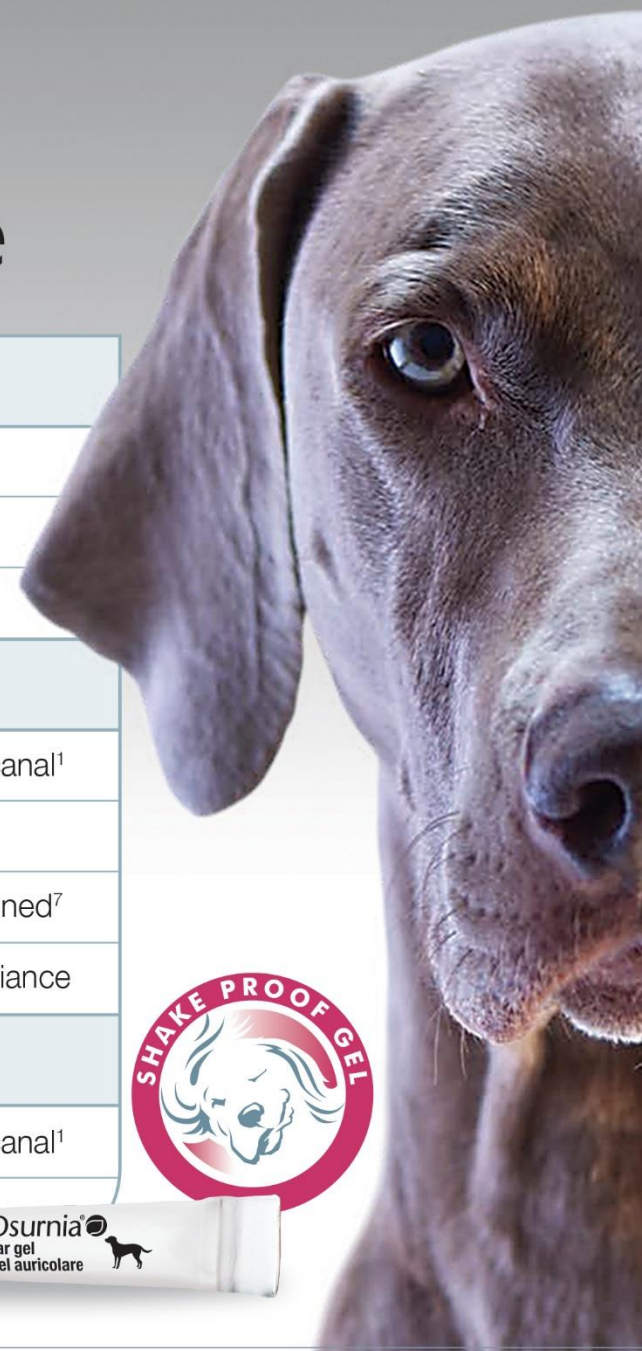 e
anal¹
ned⁷
iance
SHAKE PROOF GEL
anal¹
Osurnia®
ar gel
el auricolare